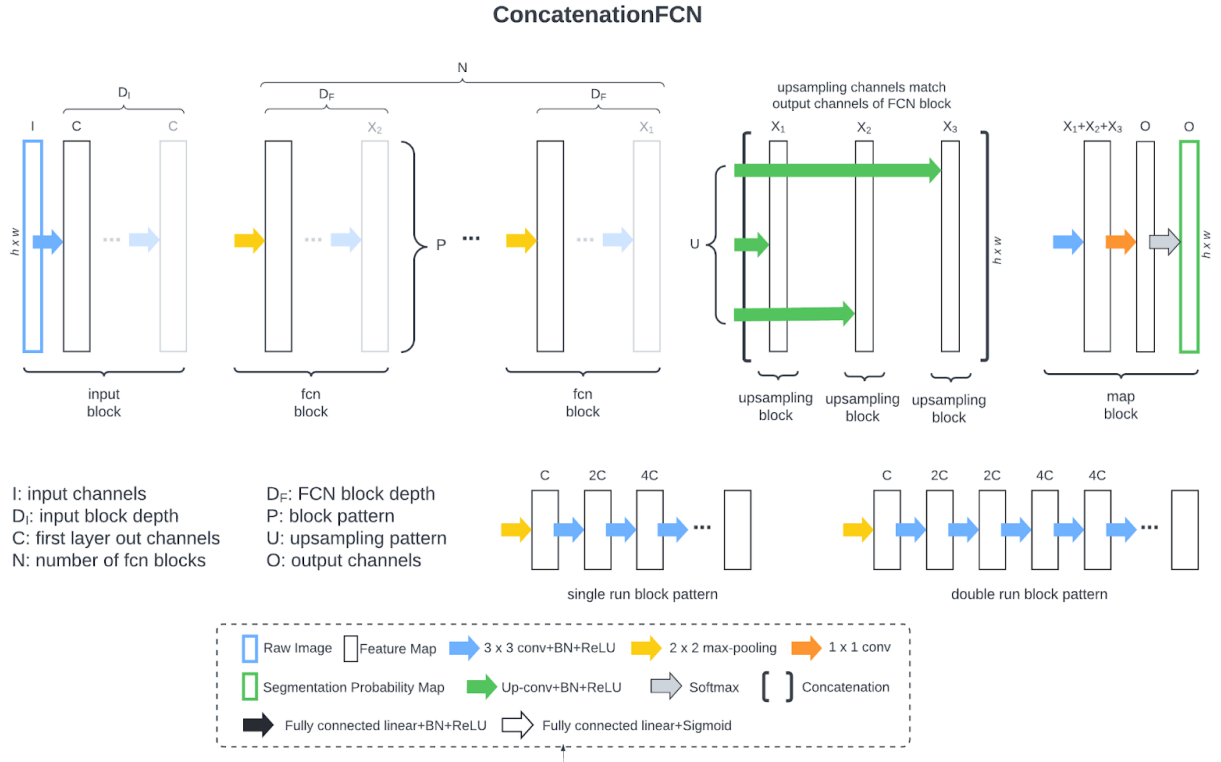 ConcatenationFCN
N
D_I
D_F
D_F
upsampling channels match
output channels of FCN block
I
C
C
X_2
X_1
X_1
X_2
X_3
X_1+X_2+X_3
O
O
h x w
...
...
P
...
...
U
h x w
h x w
input
block
fcn
block
fcn
block
upsampling
block
upsampling
block
upsampling
block
map
block
I: input channels
D_I: input block depth
C: first layer out channels
N: number of fcn blocks
D_F: FCN block depth
P: block pattern
U: upsampling pattern
O: output channels
C 2C 4C
...
single run block pattern
C 2C 2C 4C 4C
...
double run block pattern
Raw Image
Feature Map
3 x 3 conv+BN+ReLU
2 x 2 max-pooling
1 x 1 conv
Segmentation Probability Map
Up-conv+BN+ReLU
Softmax
Concatenation
Fully connected linear+BN+ReLU
Fully connected linear+Sigmoid